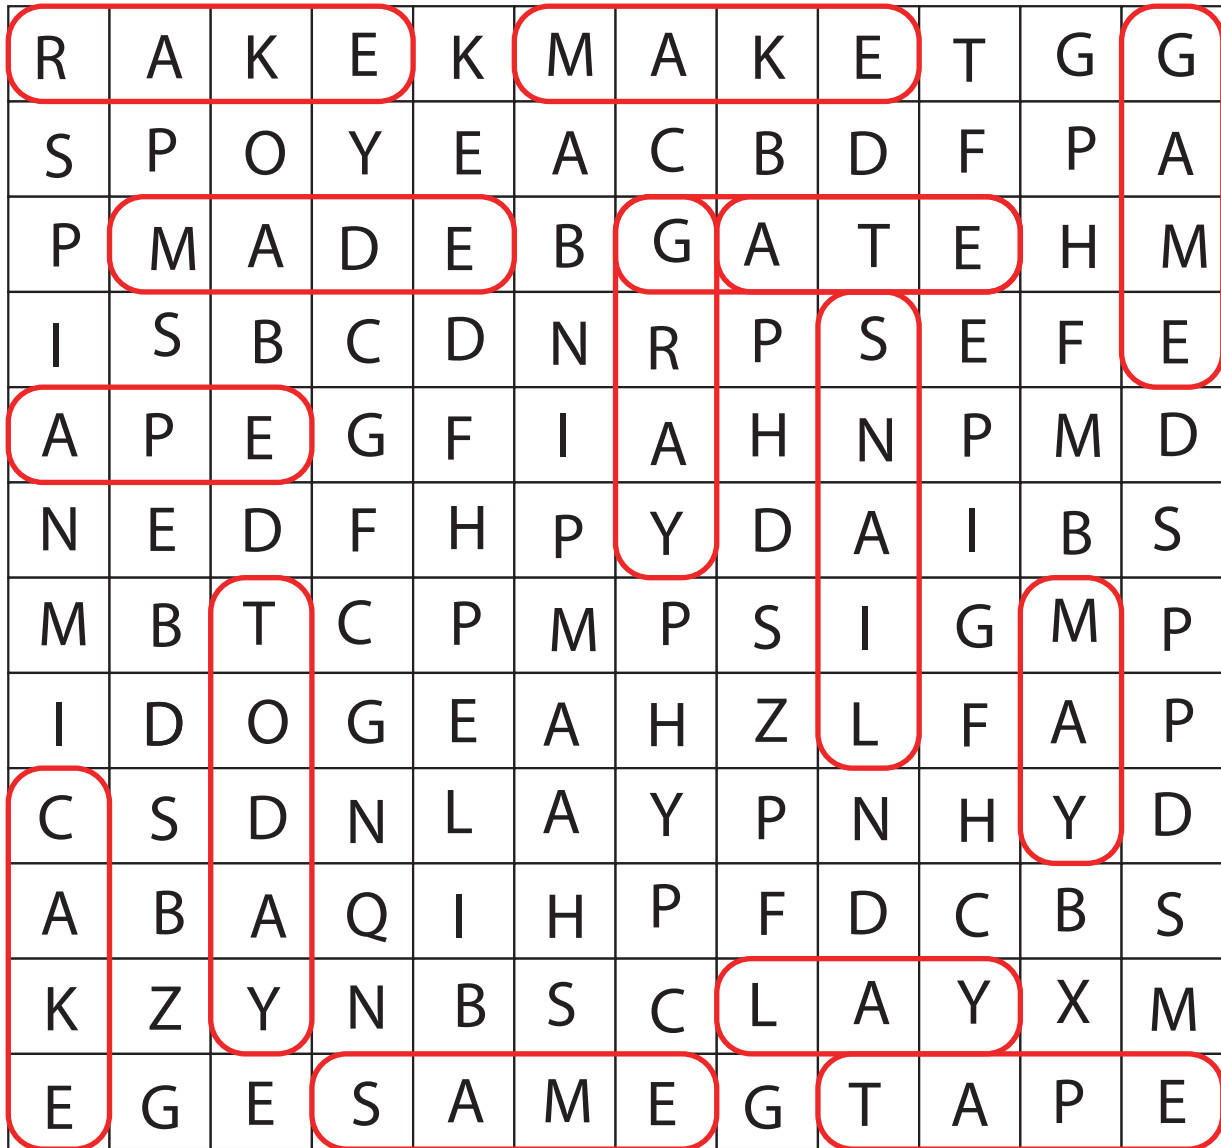 R A K E K M A K E T G G
S P O Y E A C B D F P A
P M A D E B G A T E H M
I S B C D N R P S E F E
A P E G F I A H N P M D
N E D F H P Y D A I B S
M B T C P M P S I G M P
I D O G E A H Z L F A P
C S D N L A Y P N H Y D
A B A Q I H P F D C B S
K Z Y N B S C L A Y X M
E G E S A M E G T A P E